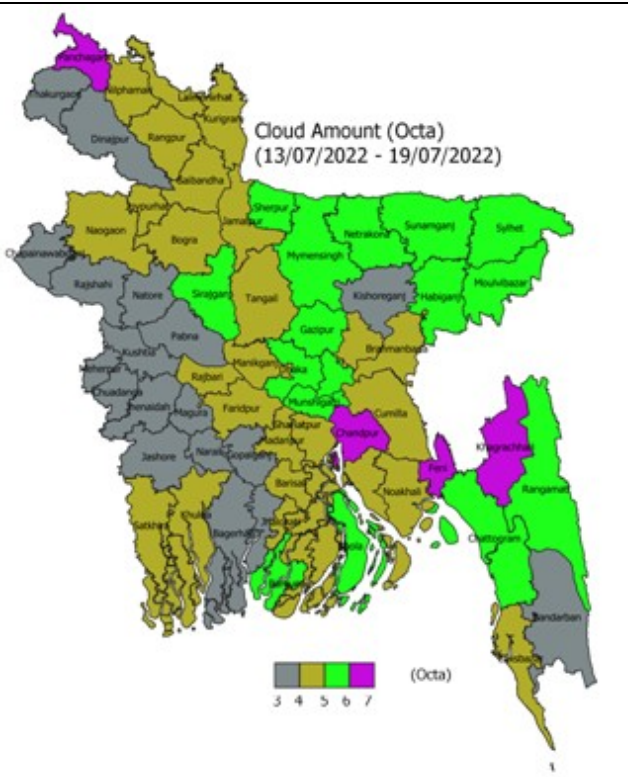 Panchagarh
Thakurgaon
Nilphamari
Lalmonirhat
Kurigram
Dinajpur
Rangpur
Cloud Amount (Octa)
(13/07/2022 - 19/07/2022)
Gaibandha
Joypurhat
Sherpur
Naogaon
Jamalpur
Netrakona
Sunamganj
Sylhet
Bogra
Mymensingh
Chapainawabganj
Rajshahi
Natore
Sirajganj
Tangail
Kishoreganj
Habiganj
Moulvibazar
Pabna
Gazipur
Kushtia
Brahmanbaria
Meherpur
Manikganj
Dhaka
Rajbari
Chuadanga
Jhenaidah
Magura
Faridpur
Munshiganj
Cumilla
Shariatpur
Chandpur
Madaripur
Khagrachhari
Jashore
Narail
Gopalganj
Feni
Barisal
Noakhali
Rangamati
Satkhira
Khulna
Bagerhat
Jhalokati
Bhola
Chattogram
Barguna
Bandarban
Coxsbazar
(Octa)
3 4 5 6 7